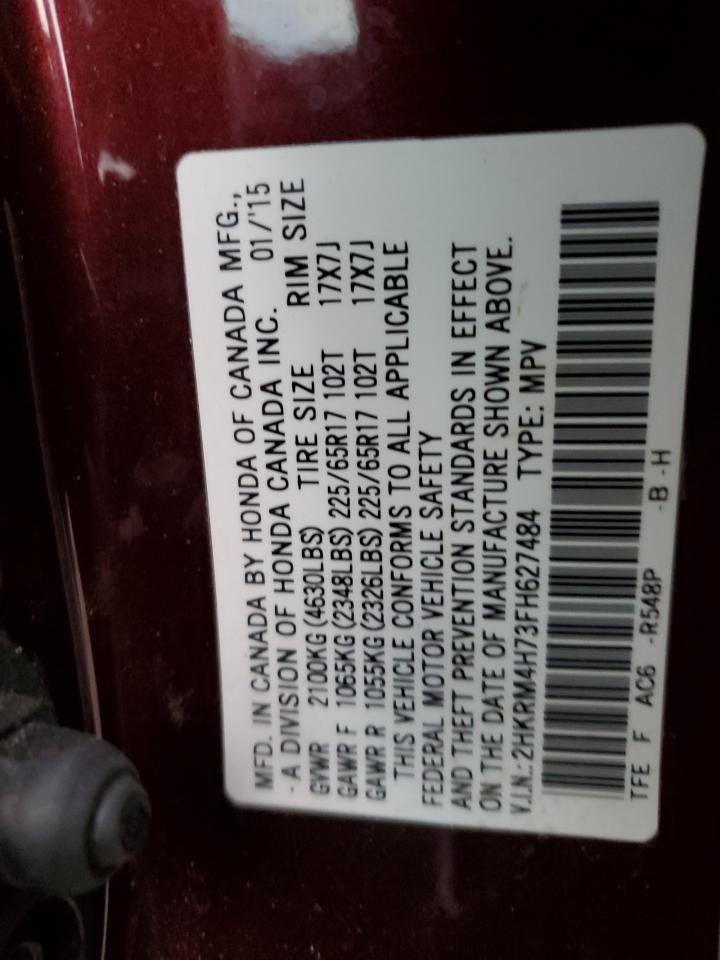 MFD. IN CANADA BY HONDA OF CANADA MFG.,
- A DIVISION OF HONDA CANADA INC. 01/'15
GVWR 2100KG(4630LBS) TIRE SIZE RIM SIZE
GAWR F 1065KG(2348LBS) 225/65R17 102T 17X7J
GAWR R 1055KG(2326LBS) 225/65R17 102T 17X7J
THIS VEHICLE CONFORMS TO ALL APPLICABLE
FEDERAL MOTOR VEHICLE SAFETY
AND THEFT PREVENTION STANDARDS IN EFFECT
ON THE DATE OF MANUFACTURE SHOWN ABOVE.
V.I.N.:2HKRM4H73FH627484 TYPE: MPV
TFE F AC6 -R548P -B -H